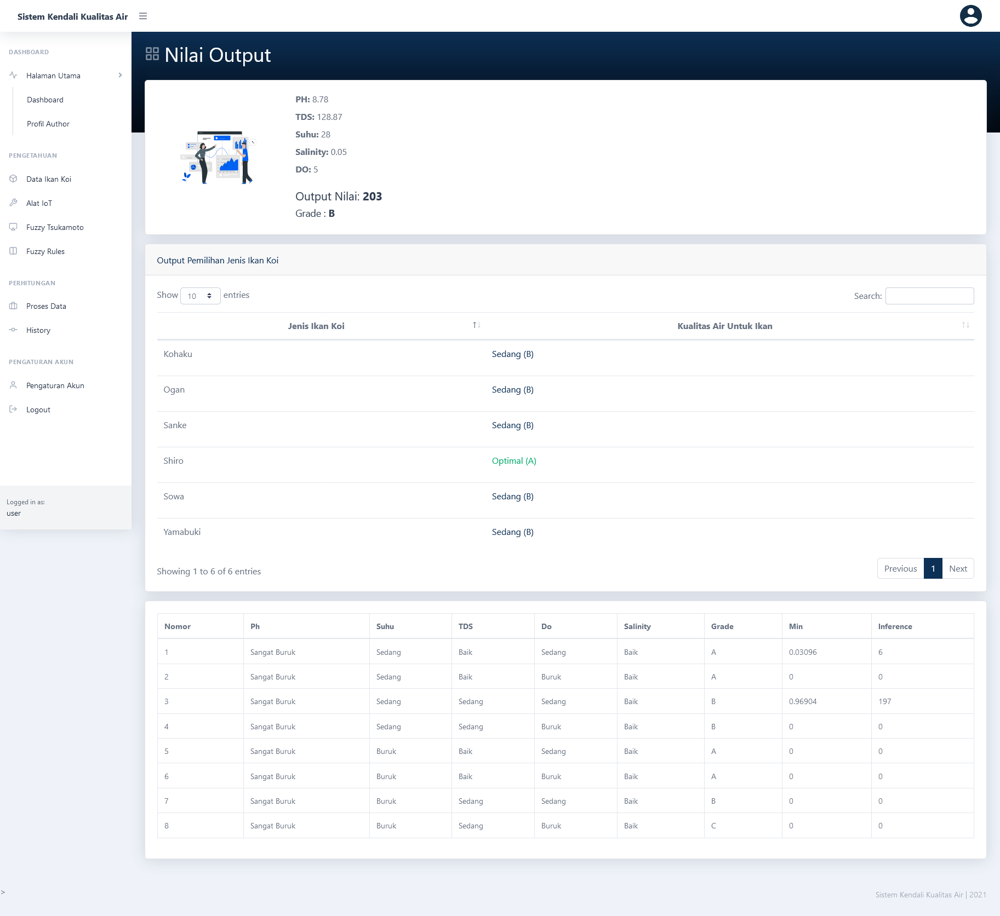 Sistem Kendali Kualitas Air
DASHBOARD
Halaman Utama
Dashboard
Profil Author
PENGETAHUAN
Data Ikan Koi
Alat IoT
Fuzzy Tsukamoto
Fuzzy Rules
PERHITUNGAN
Proses Data
History
PENGATURAN AKUN
Pengaturan Akun
Logout
Logged in as:
user
Nilai Output
PH: 8.78
TDS: 128.87
Suhu: 28
Salinity: 0.05
DO: 5
Output Nilai: 203
Grade : B
Output Pemilihan Jenis Ikan Koi
Show 10 entries Search:
Jenis Ikan Koi Kualitas Air Untuk Ikan
Kohaku Sedang (B)
Ogan Sedang (B)
Sanke Sedang (B)
Shiro Optimal (A)
Sowa Sedang (B)
Yamabuki Sedang (B)
Showing 1 to 6 of 6 entries Previous 1 Next
Nomor Ph Suhu TDS Do Salinity Grade Min Inference
1 Sangat Buruk Sedang Baik Sedang Baik A 0.03096 6
2 Sangat Buruk Sedang Baik Buruk Baik A 0 0
3 Sangat Buruk Sedang Sedang Sedang Baik B 0.96904 197
4 Sangat Buruk Sedang Sedang Buruk Baik B 0 0
5 Sangat Buruk Buruk Baik Sedang Baik A 0 0
6 Sangat Buruk Buruk Baik Buruk Baik A 0 0
7 Sangat Buruk Buruk Sedang Sedang Baik B 0 0
8 Sangat Buruk Buruk Sedang Buruk Baik C 0 0
>
Sistem Kendali Kualitas Air | 2021